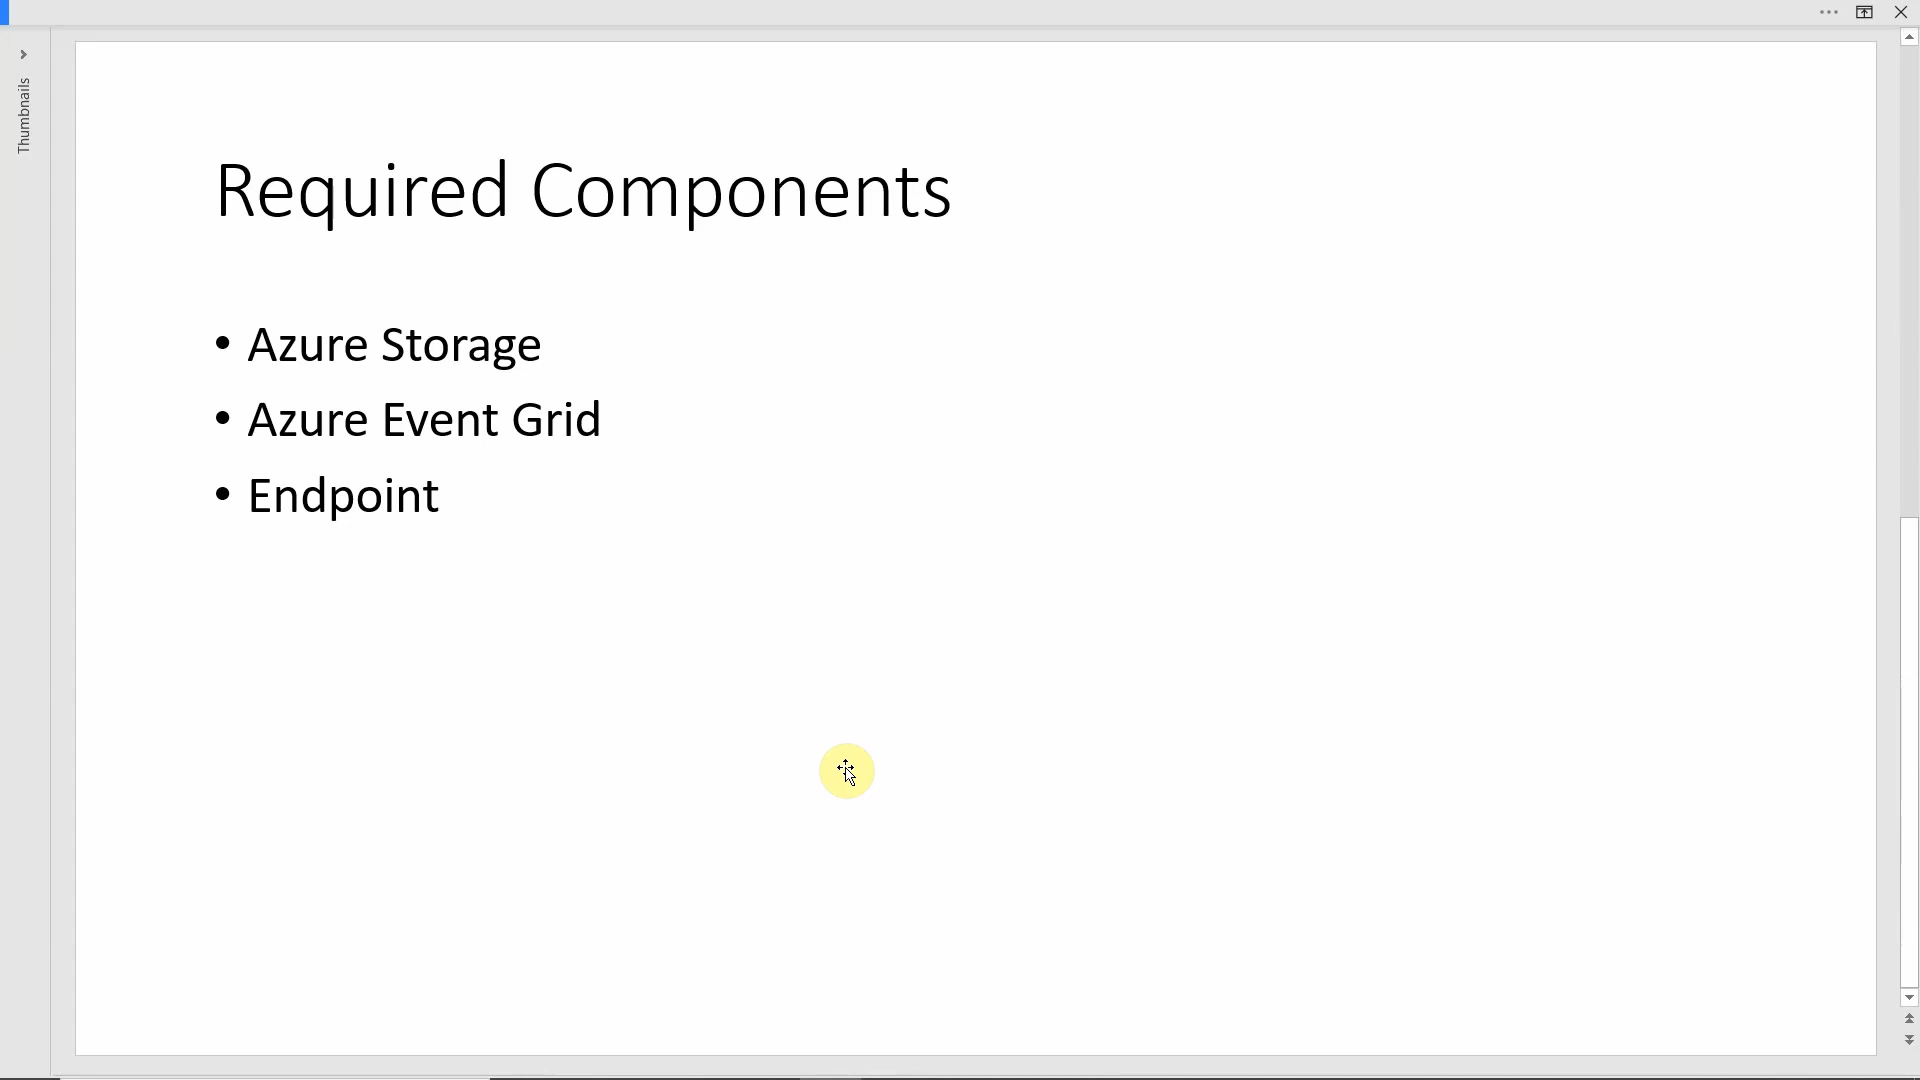 Thumbnails
Required Components
• Azure Storage
• Azure Event Grid
• Endpoint